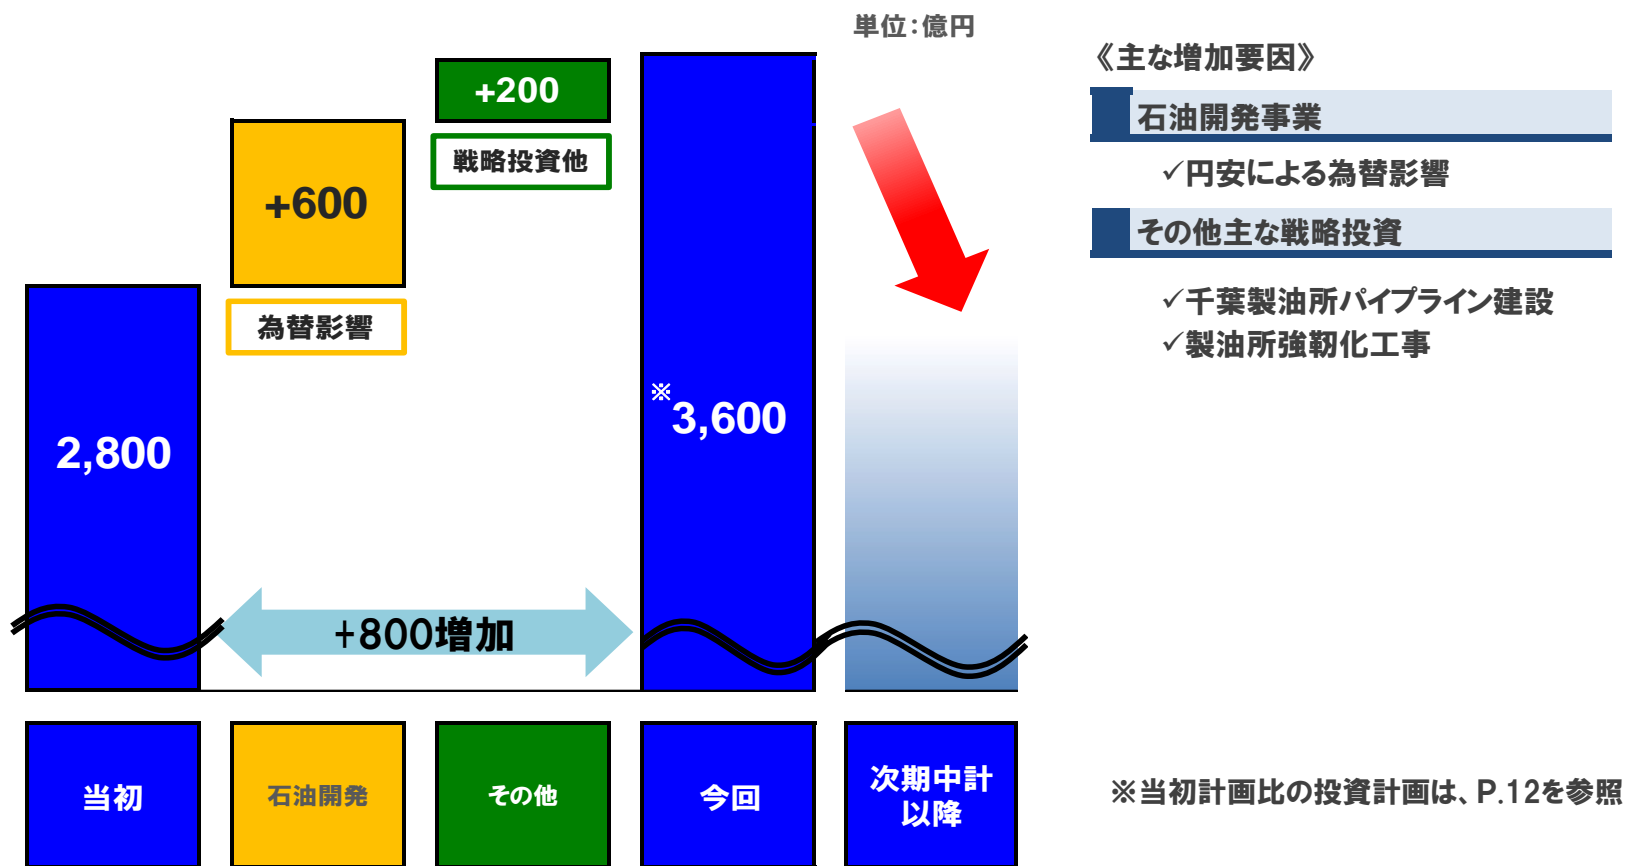 単位：億円
+200
戦略投資他
+600
為替影響
2,800
※3,600
+800増加
当初
石油開発
その他
今回
次期中計
以降
《主な増加要因》
石油開発事業
✓円安による為替影響
その他主な戦略投資
✓千葉製油所パイプライン建設
✓製油所強靭化工事
※当初計画比の投資計画は、P.12を参照